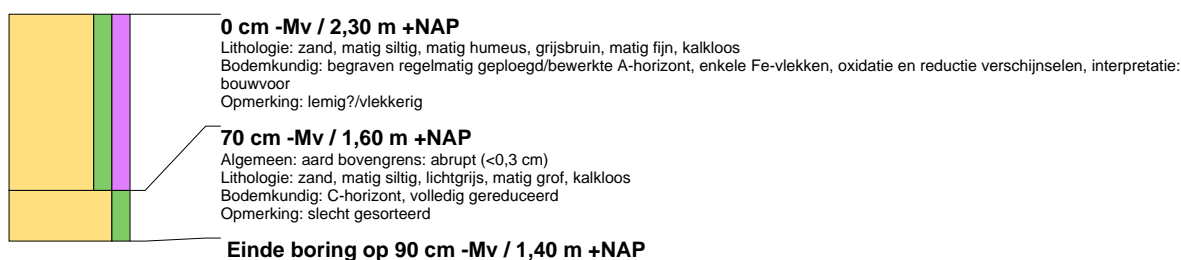 0 cm -Mv / 2,30 m +NAP
Lithologie: zand, matig siltig, matig humeus, grijsbruin, matig fijn, kalkloos
Bodemkundig: begraven regelmatig geploegd/bewerkte A-horizont, enkele Fe-vlekken, oxidatie en reductie verschijnselen, interpretatie:
bouwvoor
Opmerking: lemig?/vlekkerig
70 cm -Mv / 1,60 m +NAP
Algemeen: aard bovengrens: abrupt (<0,3 cm)
Lithologie: zand, matig siltig, lichtgrijs, matig grof, kalkloos
Bodemkundig: C-horizont, volledig gereduceerd
Opmerking: slecht gesorteerd
Einde boring op 90 cm -Mv / 1,40 m +NAP